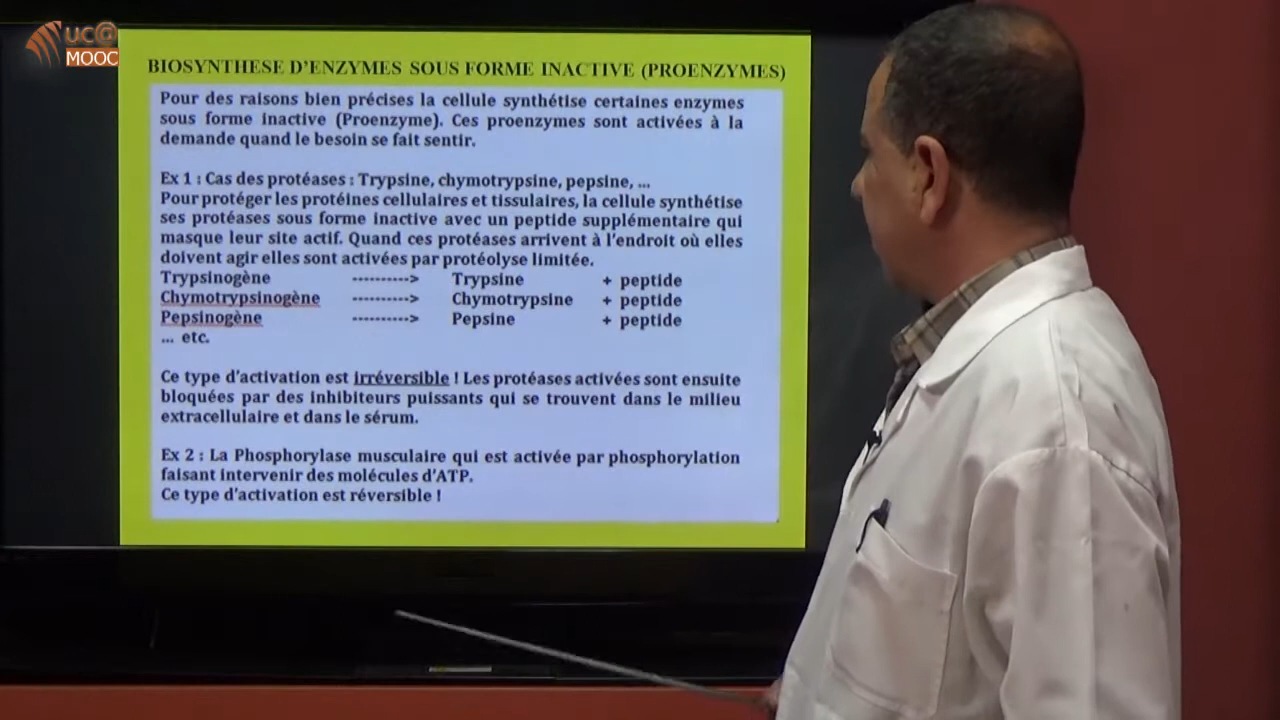 UC@
MOOC
BIOSYNTHESE D'ENZYMES SOUS FORME INACTIVE (PROENZYMES)
Pour des raisons bien précises la cellule synthétise certaines enzymes
sous forme inactive (Proenzyme). Ces proenzymes sont activées à la
demande quand le besoin se fait sentir.
Ex 1 : Cas des protéases : Trypsine, chymotrypsine, pepsine, ...
Pour protéger les protéines cellulaires et tissulaires, la cellule synthétise
ses protéases sous forme inactive avec un peptide supplémentaire qui
masque leur site actif. Quand ces protéases arrivent à l'endroit où elles
doivent agir elles sont activées par protéolyse limitée.
Trypsinogène ----------> Trypsine + peptide
Chymotrypsinogène ----------> Chymotrypsine + peptide
Pepsinogène ----------> Pepsine + peptide
... etc.
Ce type d'activation est irréversible ! Les protéases activées sont ensuite
bloquées par des inhibiteurs puissants qui se trouvent dans le milieu
extracellulaire et dans le sérum.
Ex 2 : La Phosphorylase musculaire qui est activée par phosphorylation
faisant intervenir des molécules d'ATP.
Ce type d'activation est réversible !